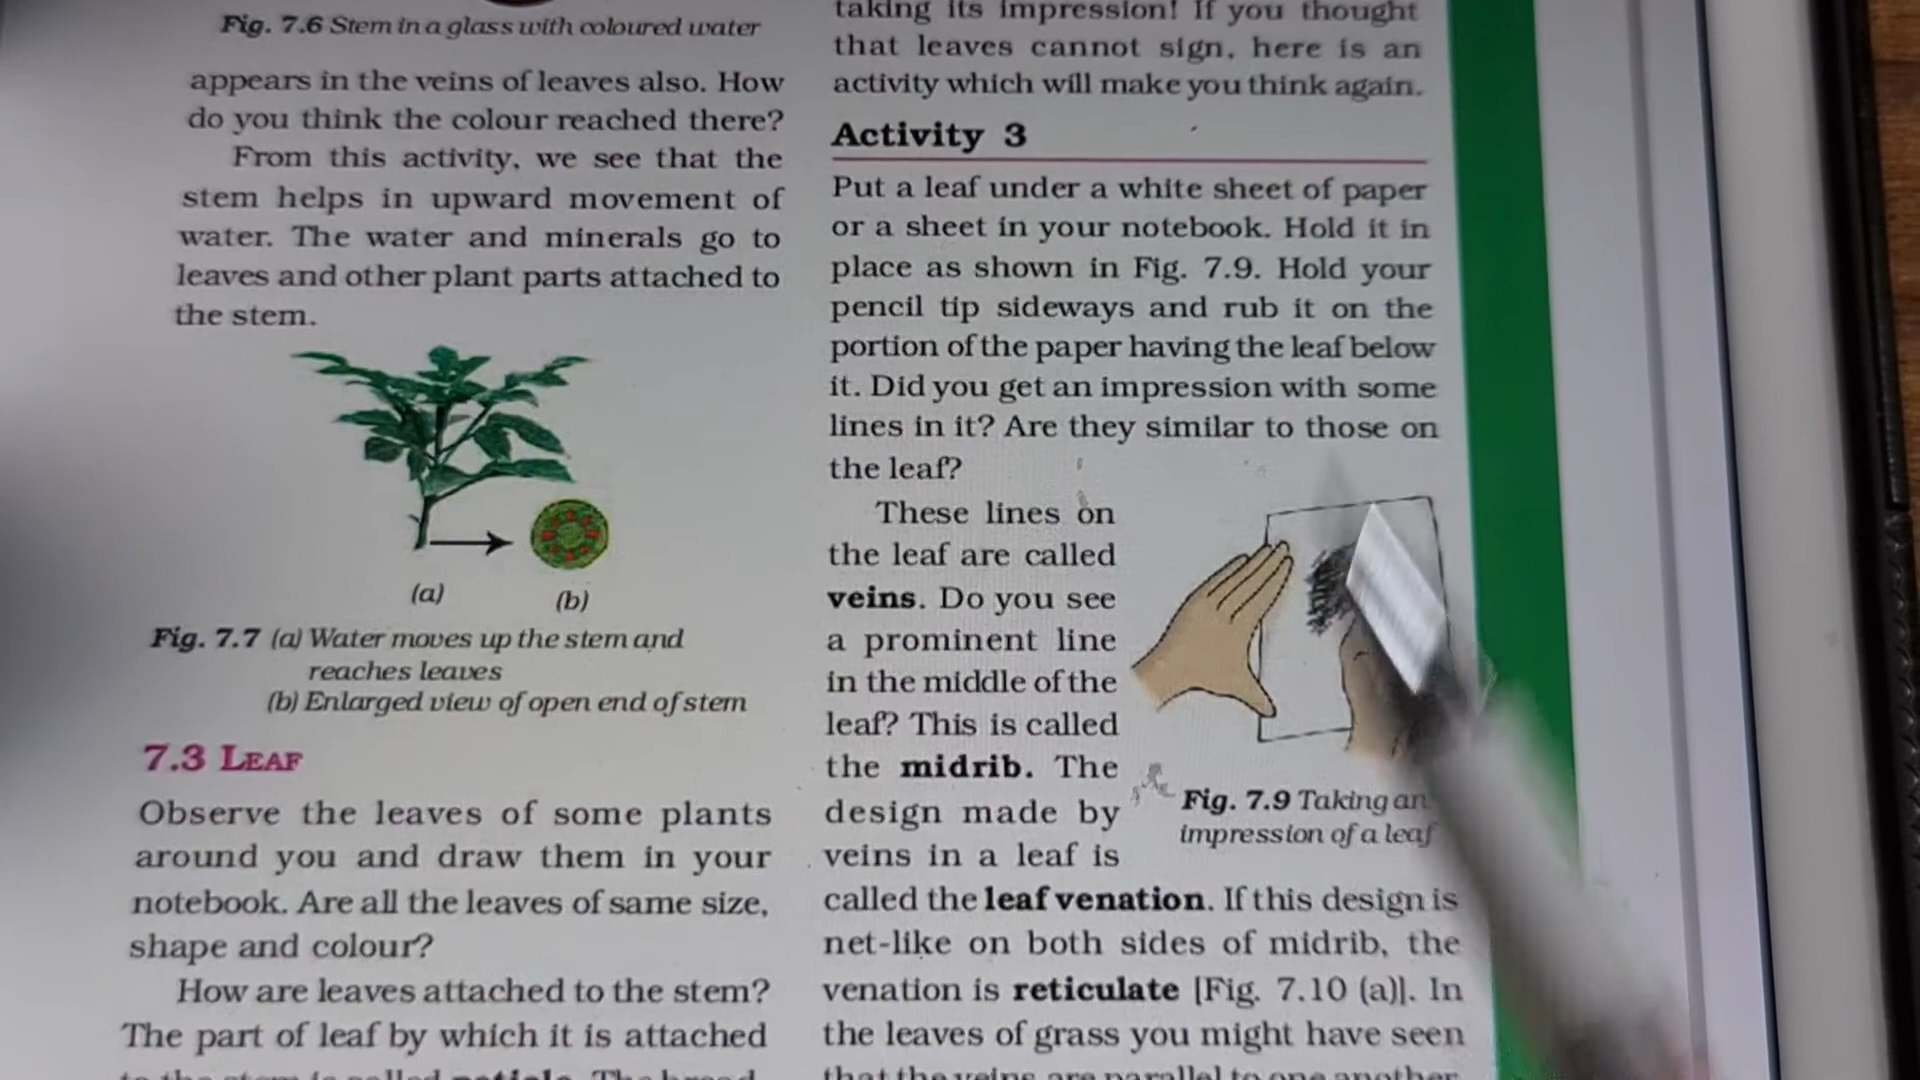 Fig. 7.6 Stem in a glass with coloured water
appears in the veins of leaves also. How
do you think the colour reached there?
From this activity, we see that the
stem helps in upward movement of
water. The water and minerals go to
leaves and other plant parts attached to
the stem.
(a)
(b)
Fig. 7.7 (a) Water moves up the stem and
reaches leaves
(b) Enlarged view of open end of stem
7.3 LEAF
Observe the leaves of some plants
around you and draw them in your
notebook. Are all the leaves of same size,
shape and colour?
How are leaves attached to the stem?
The part of leaf by which it is attached
to the stem is called petiole. The broad,
taking its impression! If you thought
that leaves cannot sign, here is an
activity which will make you think again.
Activity 3
Put a leaf under a white sheet of paper
or a sheet in your notebook. Hold it in
place as shown in Fig. 7.9. Hold your
pencil tip sideways and rub it on the
portion of the paper having the leaf below
it. Did you get an impression with some
lines in it? Are they similar to those on
the leaf?
These lines on
the leaf are called
veins. Do you see
a prominent line
in the middle of the
leaf? This is called
the midrib. The
design made by
veins in a leaf is
called the leaf venation. If this design is
net-like on both sides of midrib, the
venation is reticulate [Fig. 7.10 (a)]. In
the leaves of grass you might have seen
that the veins are parallel to one another
Fig. 7.9 Taking an
impression of a leaf